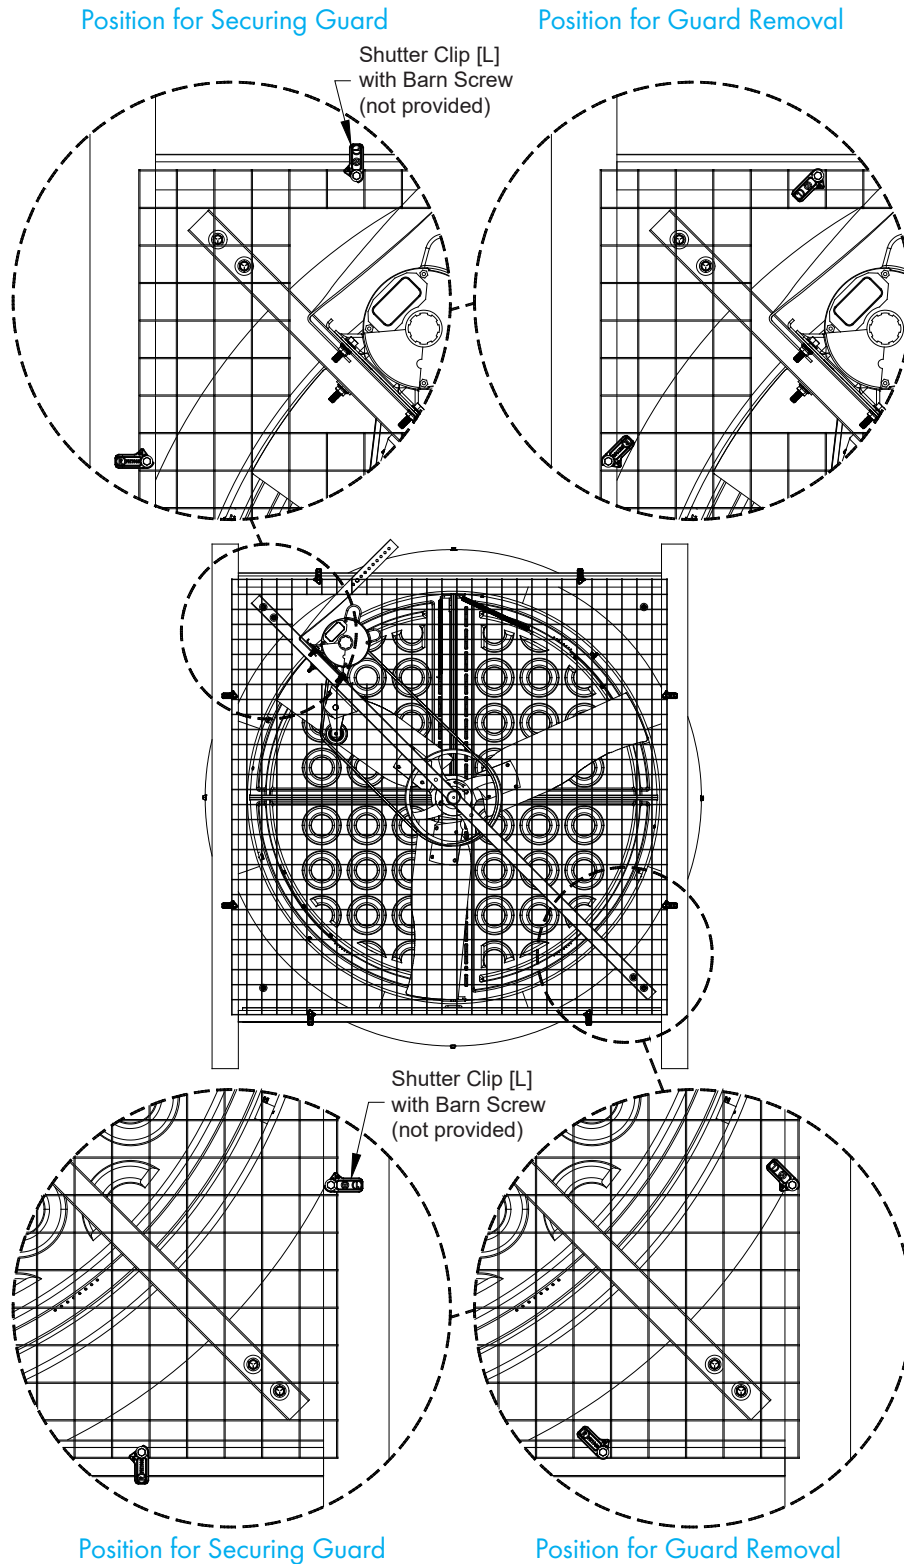 Position for Securing Guard
Position for Guard Removal
Shutter Clip [L]
with Barn Screw
(not provided)
Shutter Clip [L]
with Barn Screw
(not provided)
Position for Securing Guard
Position for Guard Removal